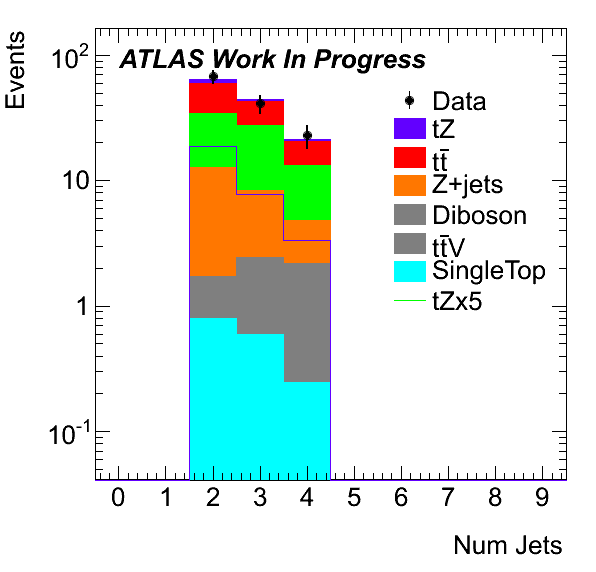 Events
ATLAS Work In Progress
10²
10
1
10⁻¹
Data
tZ
tt̄
Z+jets
Diboson
tt̄V
SingleTop
tZx5
0 1 2 3 4 5 6 7 8 9
Num Jets